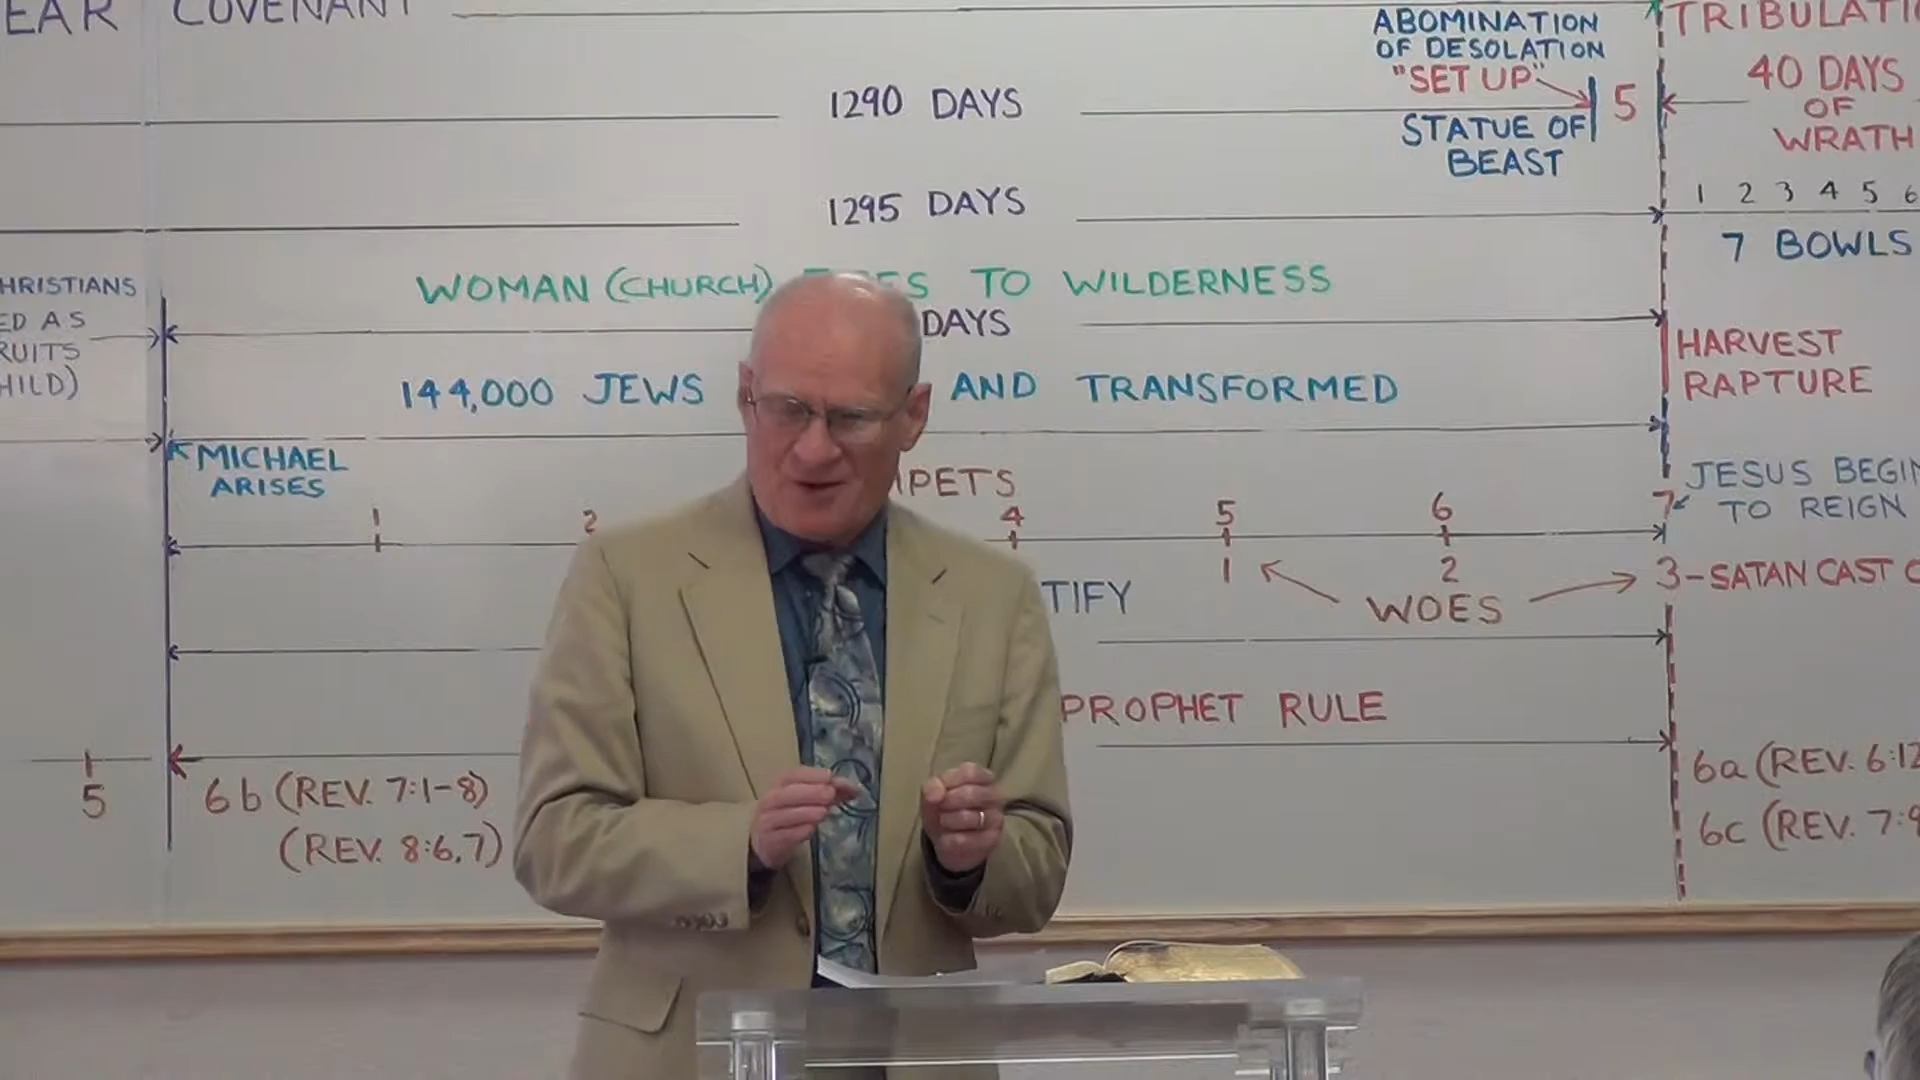 EAR COVENANT
ABOMINATION
OF DESOLATION
"SET UP"
STATUE OF
BEAST
5
TRIBULATI
40 DAYS
OF
WRATH
1290 DAYS
1295 DAYS
1 2 3 4 5 6
7 BOWLS
HRISTIANS
ED AS
RUITS
HILD)
WOMAN (CHURCH) ES TO WILDERNESS
DAYS
HARVEST
RAPTURE
144,000 JEWS AND TRANSFORMED
MICHAEL
ARISES
PETS
JESUS BEGIN
TO REIGN
1 2 4 5 6 7
1 2 3-SATAN CAST
WOES
TIFY
PROPHET RULE
5
6b (REV. 7:1-8)
(REV. 8:6,7)
6a (REV. 6:12
6c (REV. 7:9